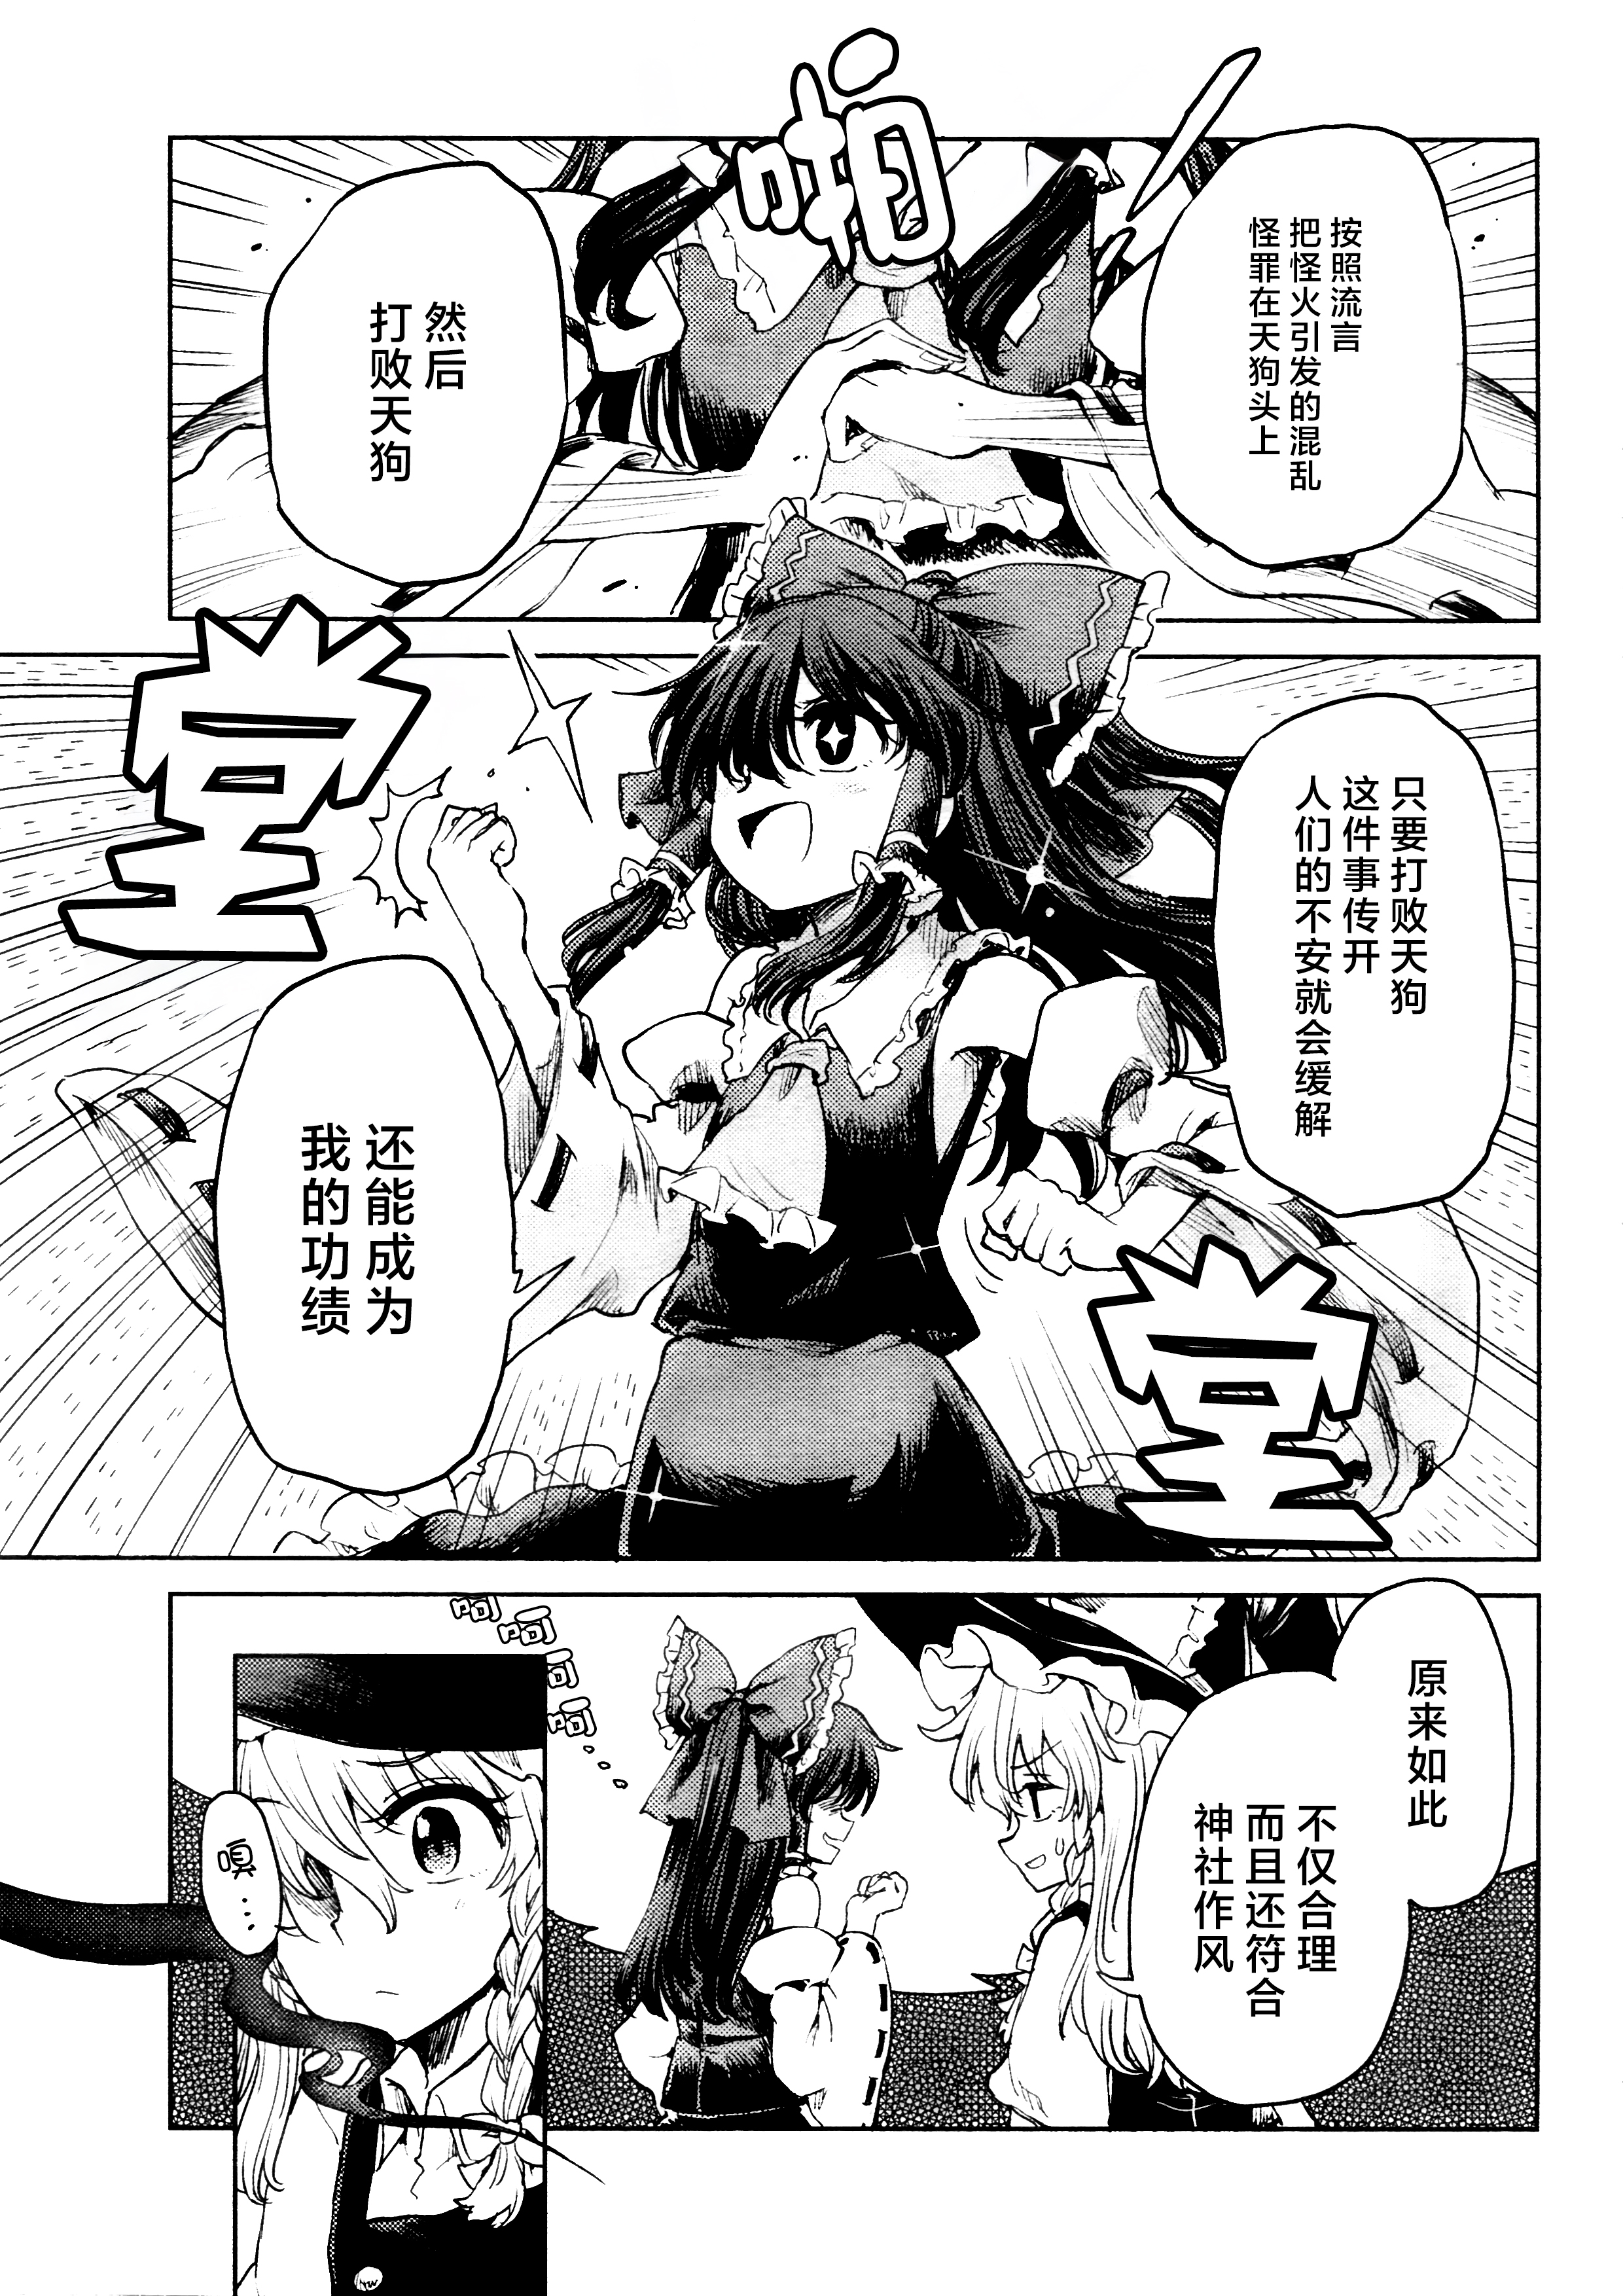 按照流言
把怪火引发的混乱
怪罪在天狗头上
啪
然后
打败天狗
只要打败天狗
这件事传开
人们的不安就会缓解
堂
还能成为
我的功绩
堂
原来如此
不仅合理
而且还符合
神社作风
呵
呵
呵
呵……
嗅…